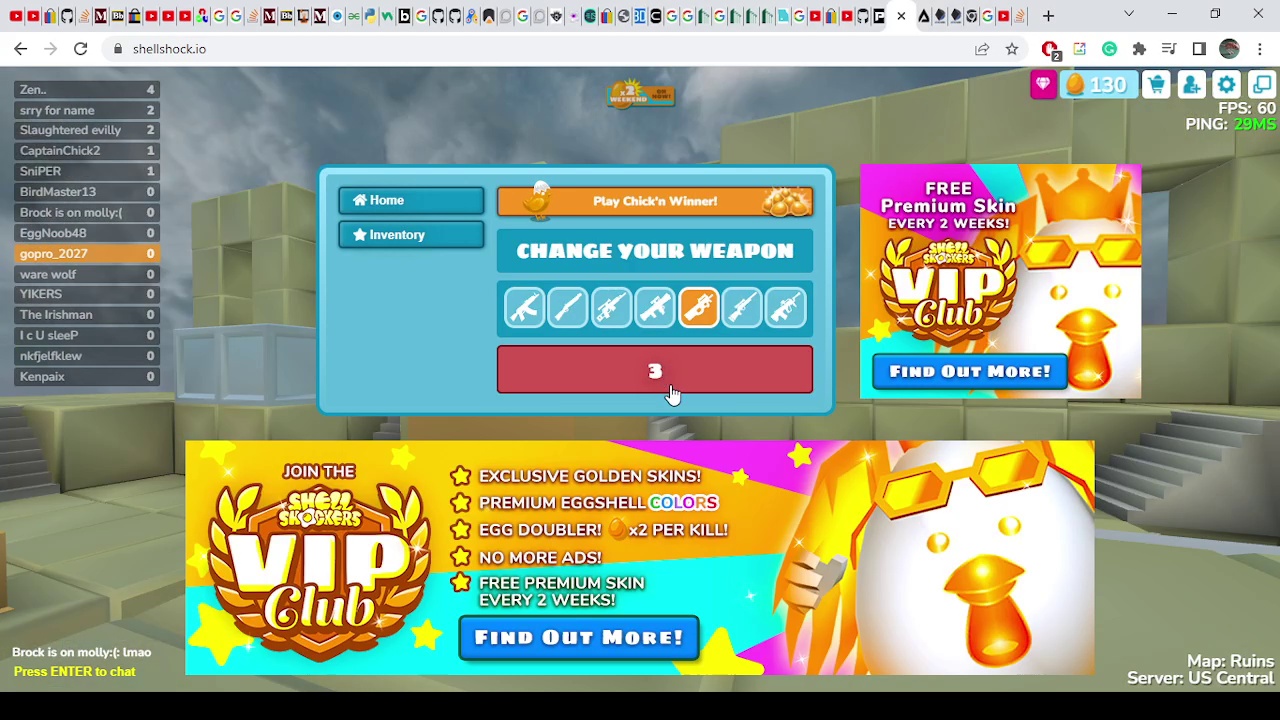 shellshock.io
2
Zen.. 4
srry for name 2
Slaughtered evilly 2
CaptainChick2 1
SniPER 1
BirdMaster13 0
Brock is on molly:( 0
EggNoob48 0
gopro_2027 0
ware wolf 0
YIKERS 0
The Irishman 0
I c U sleeP 0
nkfjelfklew 0
Kenpaix 0
x2
WEEKEND
ON NOW!
130
FPS: 60
PING: 29MS
Home
Inventory
Play Chick'n Winner!
CHANGE YOUR WEAPON
3
FREE
Premium Skin
EVERY 2 WEEKS!
SHELL
SHOCKERS
VIP
Club
FIND OUT MORE!
JOIN THE
SHELL
SHOCKERS
VIP
Club
EXCLUSIVE GOLDEN SKINS!
PREMIUM EGGSHELL COLORS
EGG DOUBLER! x2 PER KILL!
NO MORE ADS!
FREE PREMIUM SKIN
EVERY 2 WEEKS!
FIND OUT MORE!
Brock is on molly:(: lmao
Press ENTER to chat
Map: Ruins
Server: US Central